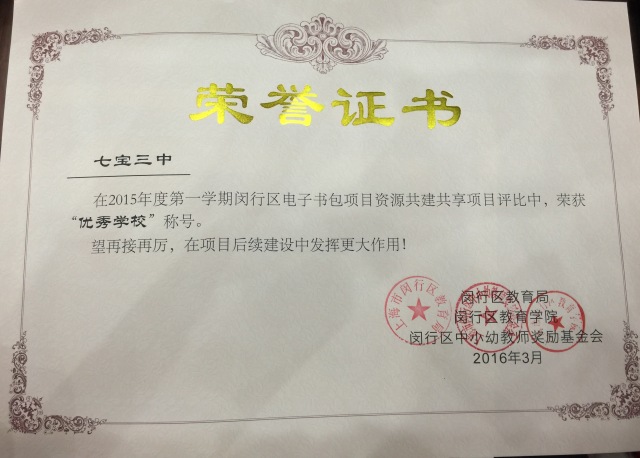 荣誉证书
七宝三中
在2015年度第一学期闵行区电子书包项目资源共建共享项目评比中，荣获
“优秀学校”称号。
望再接再厉，在项目后续建设中发挥更大作用！
上海市闵行区教育局
闵行区教育局
闵行区教育学院
闵行区中小幼教师奖励基金会
2016年3月